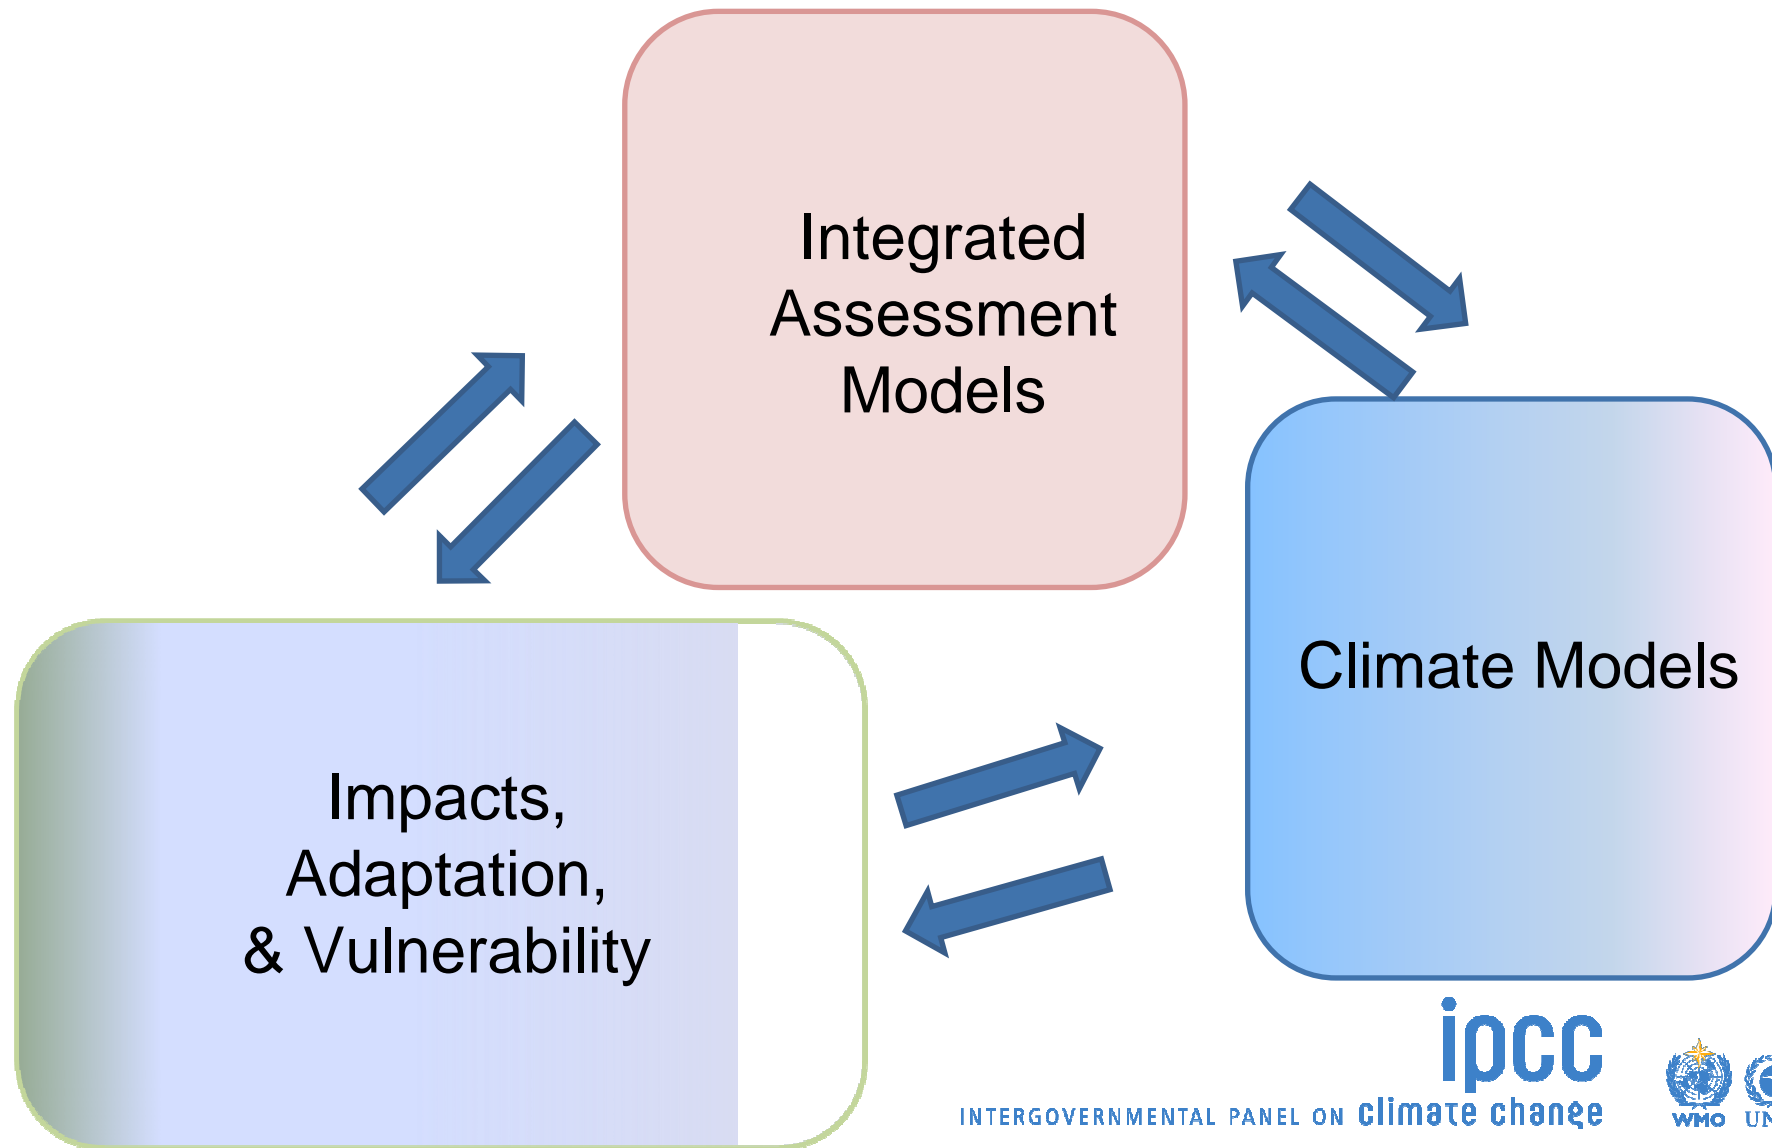 Integrated
Assessment
Models
Climate Models
Impacts,
Adaptation,
& Vulnerability
ipcc
INTERGOVERNMENTAL PANEL ON climate change
WMO